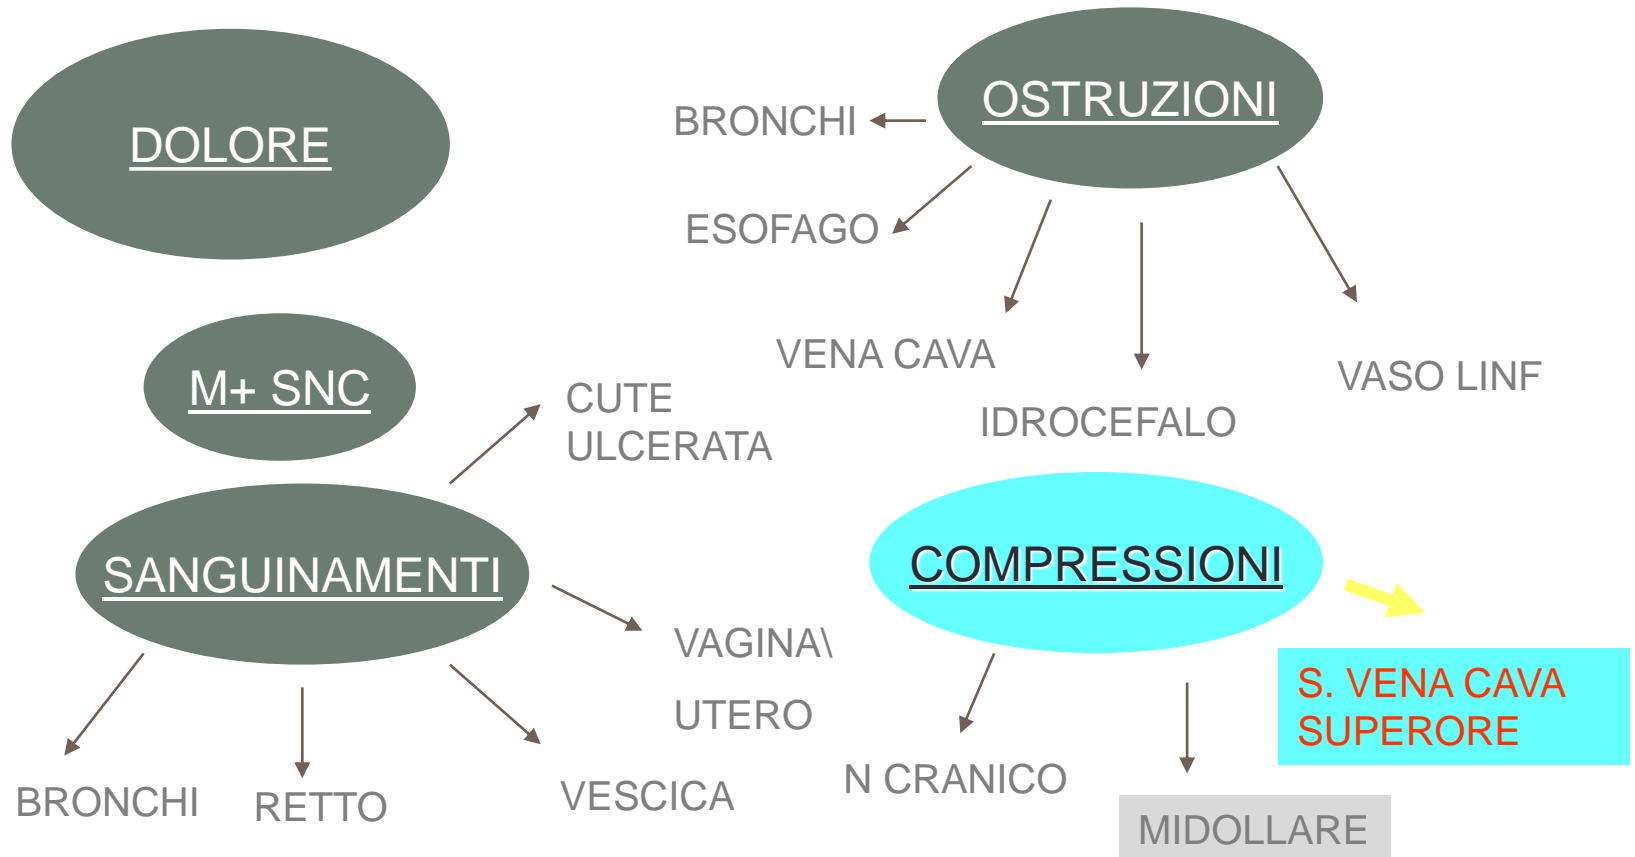 DOLORE
OSTRUZIONI
BRONCHI
ESOFAGO
VENA CAVA
IDROCEFALO
VASO LINF
M+ SNC
CUTE
ULCERATA
SANGUINAMENTI
VAGINA\
UTERO
BRONCHI
RETTO
VESCICA
COMPRESSIONI
S. VENA CAVA
SUPERORE
N CRANICO
MIDOLLARE